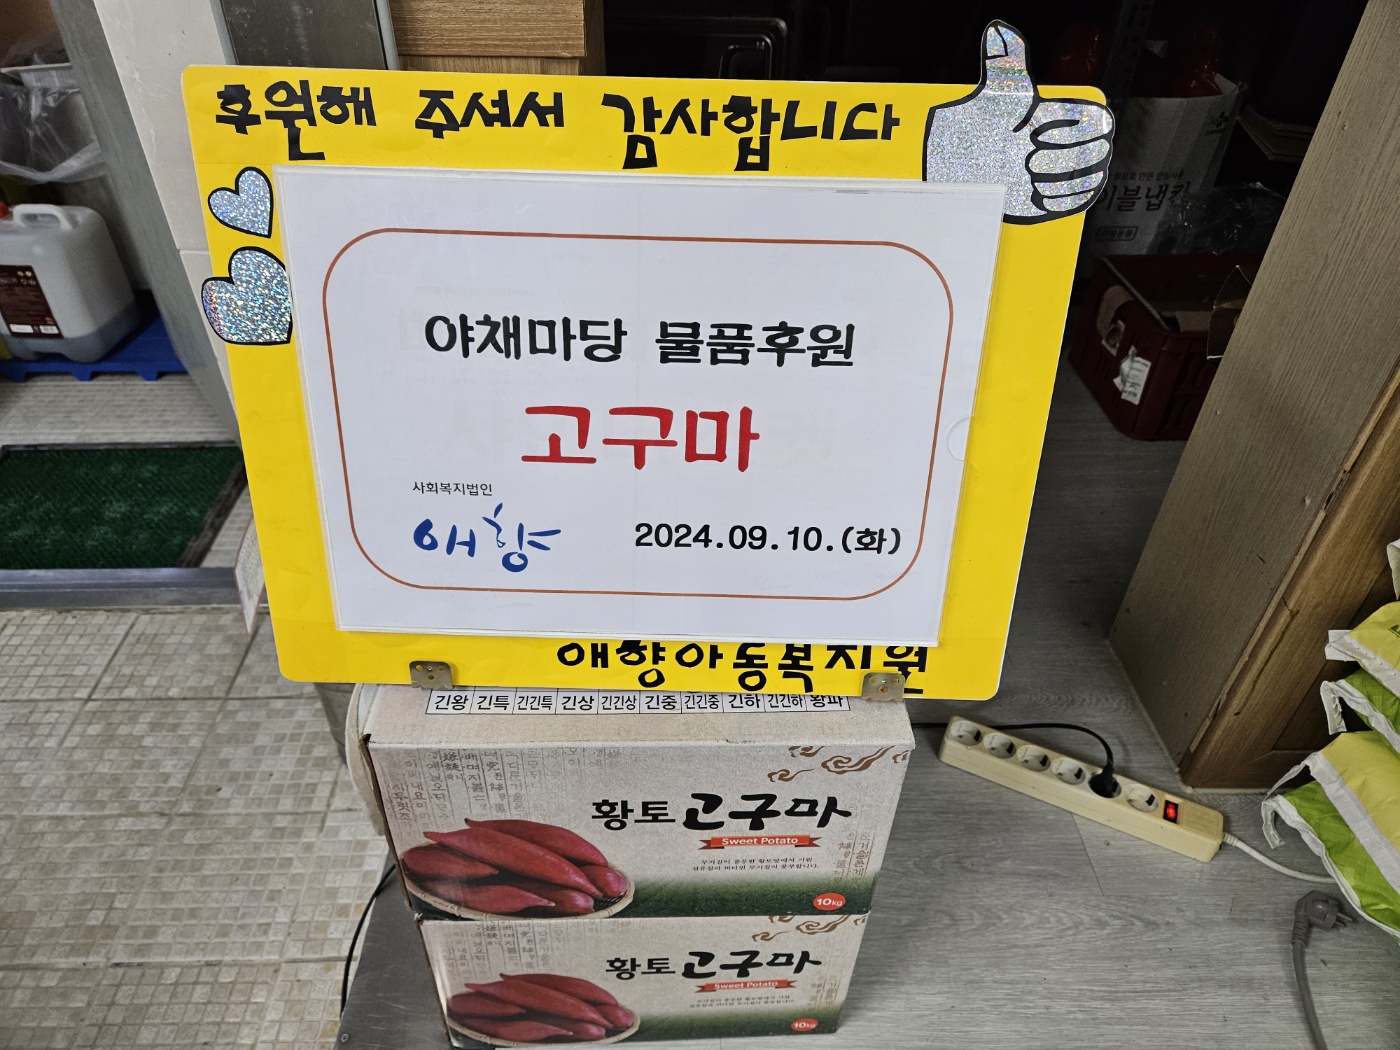 후원해 주셔서 감사합니다
야채마당 물품후원
고구마
사회복지법인
애향
2024.09.10.(화)
애향아동복지원
긴왕 긴특 긴긴특 긴상 긴긴상 긴중 긴긴중 긴하 긴긴하 왕파
황토고구마
Sweet Potato
10kg
황토고구마
Sweet Potato
10kg
이블냅킨